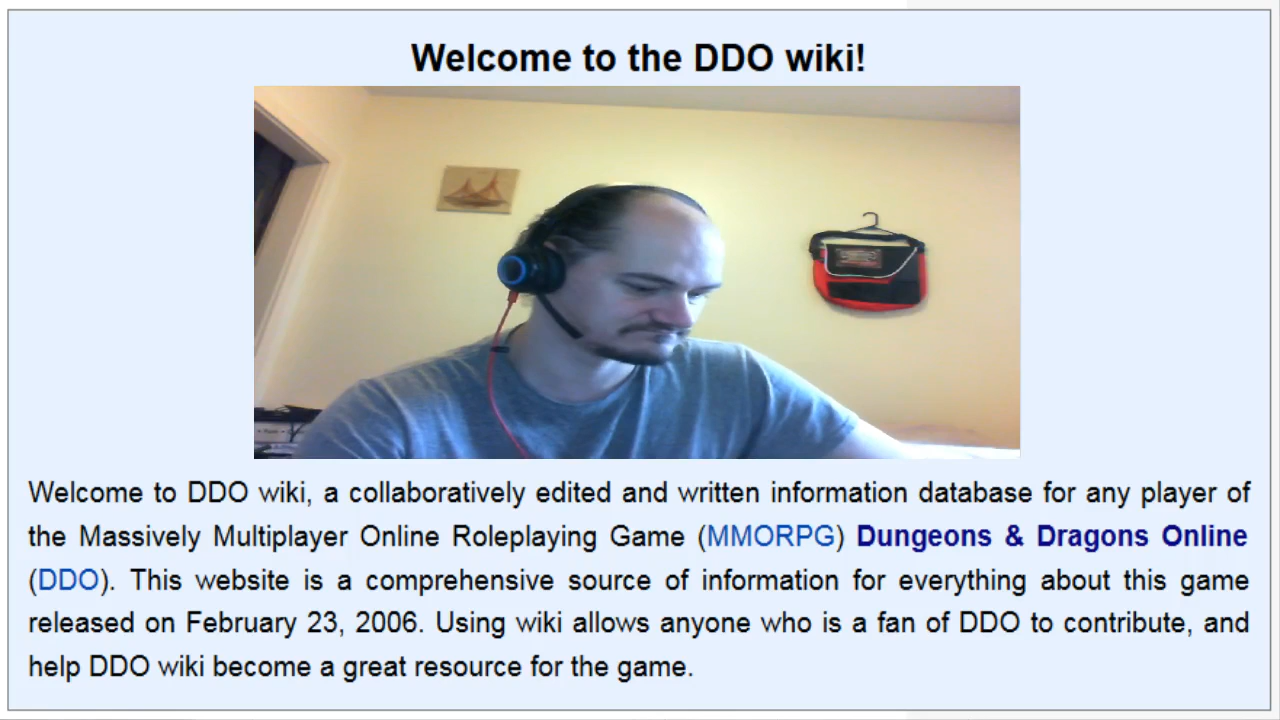 Welcome to the DDO wiki!
Welcome to DDO wiki, a collaboratively edited and written information database for any player of
the Massively Multiplayer Online Roleplaying Game (MMORPG) Dungeons & Dragons Online
(DDO). This website is a comprehensive source of information for everything about this game
released on February 23, 2006. Using wiki allows anyone who is a fan of DDO to contribute, and
help DDO wiki become a great resource for the game.